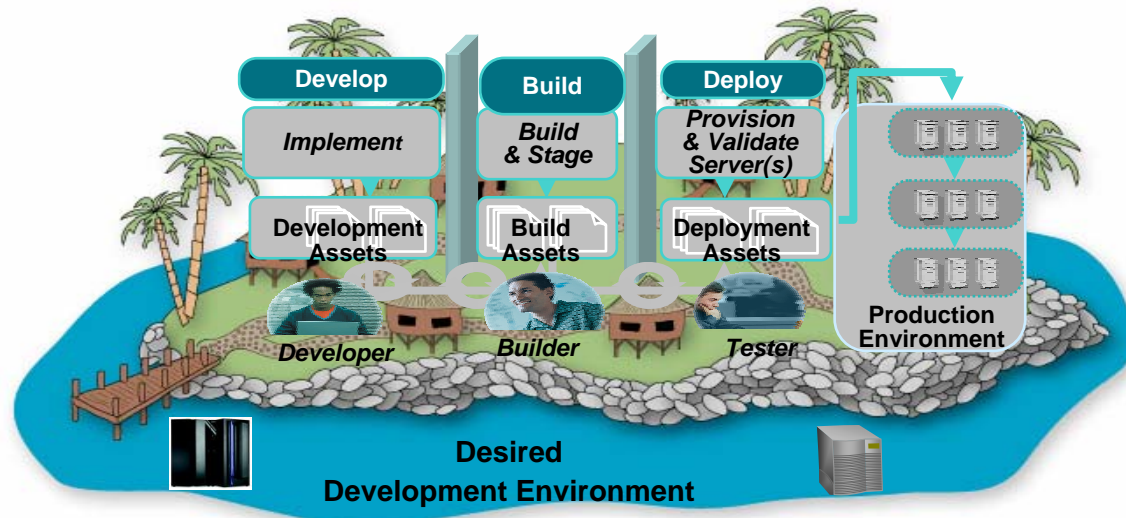 Develop
Build
Deploy
Implement
Build
& Stage
Provision
& Validate
Server(s)
Development
Assets
Build
Assets
Deployment
Assets
Production
Environment
Developer
Builder
Tester
Desired
Development Environment